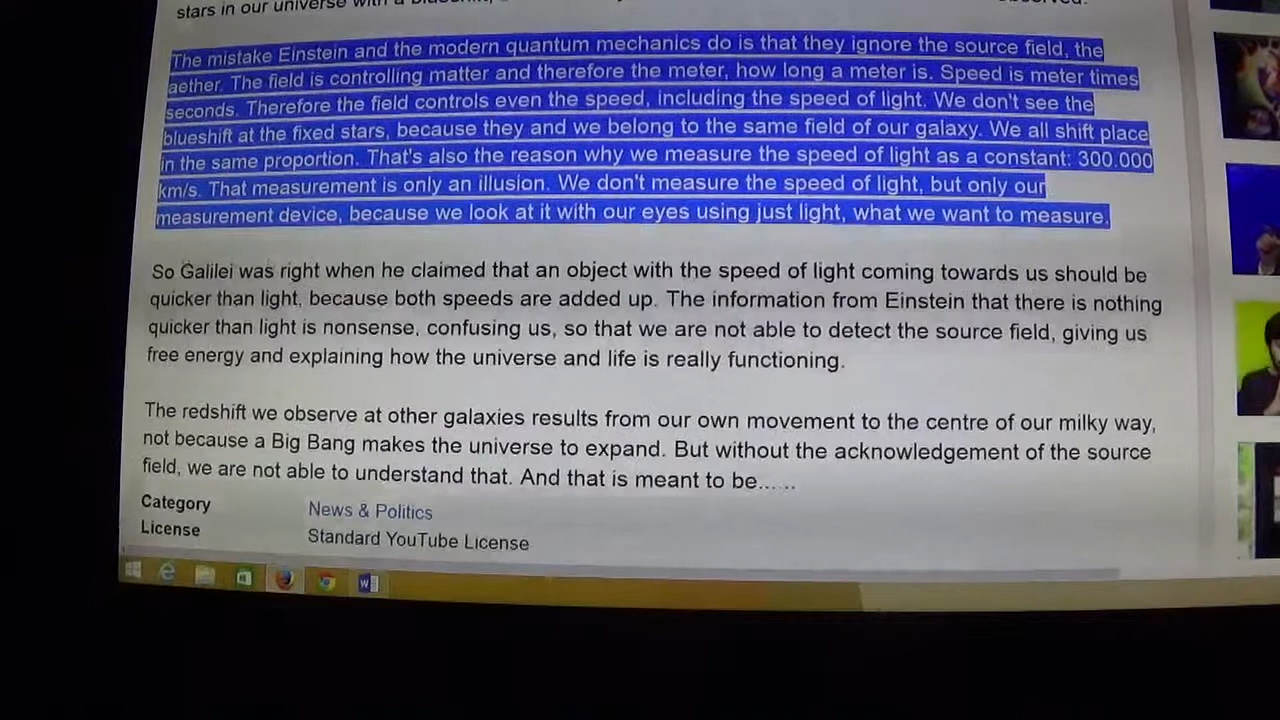 stars in our universe with a blueshift,
The mistake Einstein and the modern quantum mechanics do is that they ignore the source field, the
aether. The field is controlling matter and therefore the meter, how long a meter is. Speed is meter times
seconds. Therefore the field controls even the speed, including the speed of light. We don't see the
blueshift at the fixed stars, because they and we belong to the same field of our galaxy. We all shift place
in the same proportion. That's also the reason why we measure the speed of light as a constant: 300.000
km/s. That measurement is only an illusion. We don't measure the speed of light, but only our
measurement device, because we look at it with our eyes using just light, what we want to measure.
So Galilei was right when he claimed that an object with the speed of light coming towards us should be
quicker than light, because both speeds are added up. The information from Einstein that there is nothing
quicker than light is nonsense, confusing us, so that we are not able to detect the source field, giving us
free energy and explaining how the universe and life is really functioning.
The redshift we observe at other galaxies results from our own movement to the centre of our milky way,
not because a Big Bang makes the universe to expand. But without the acknowledgement of the source
field, we are not able to understand that. And that is meant to be......
Category
News & Politics
License
Standard YouTube License